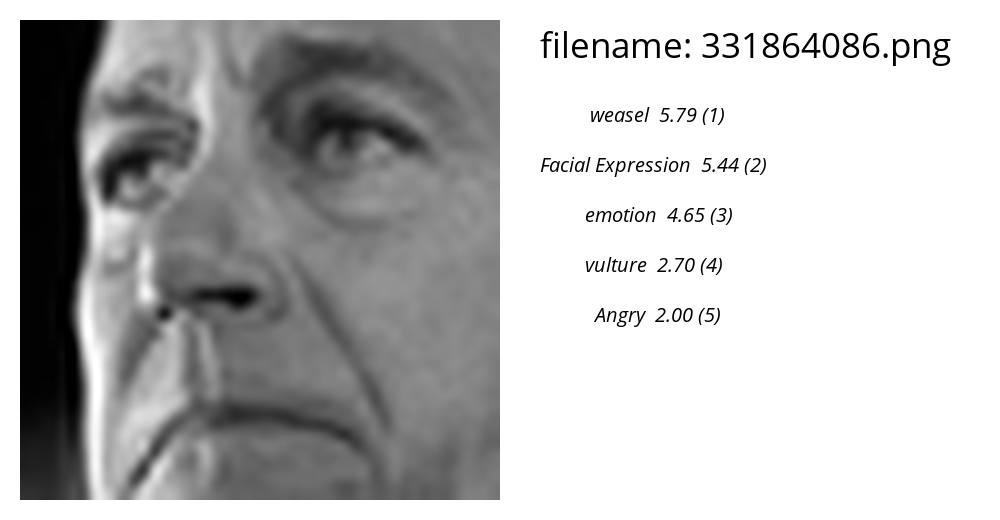 filename: 331864086.png
weasel 5.79 (1)
Facial Expression 5.44 (2)
emotion 4.65 (3)
vulture 2.70 (4)
Angry 2.00 (5)